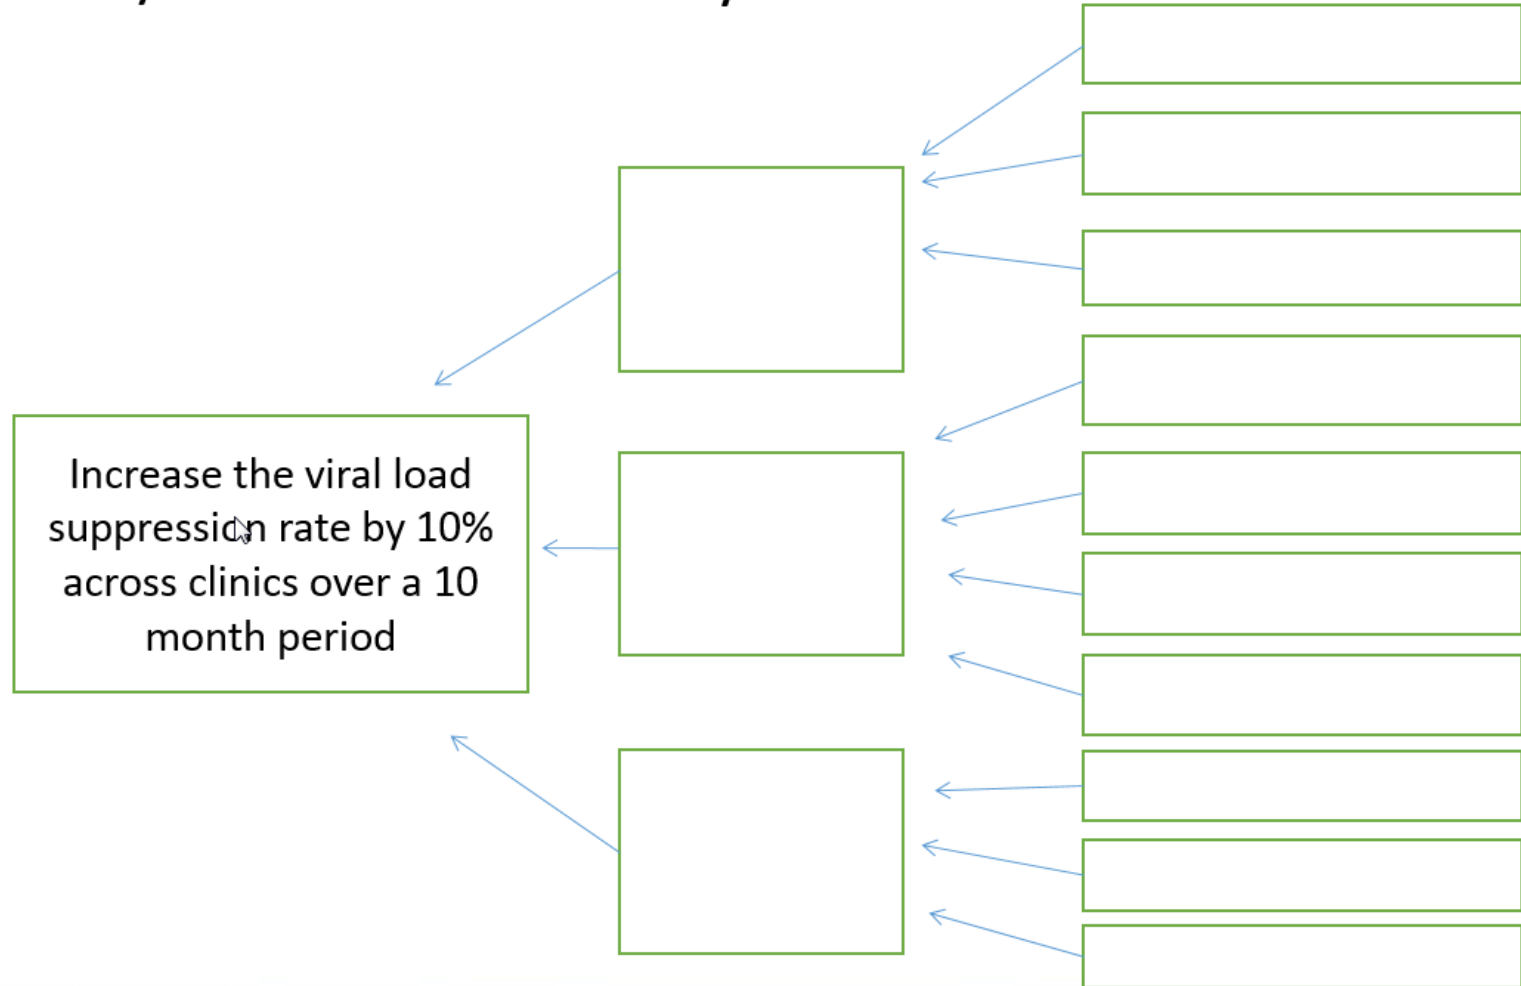 Increase the viral load
suppression rate by 10%
across clinics over a 10
month period